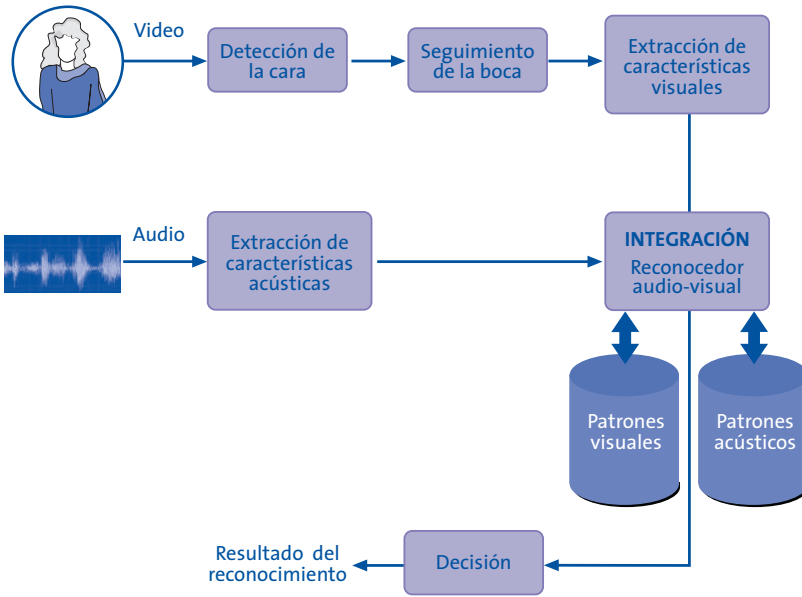 Video
Detección de
la cara
Seguimiento
de la boca
Extracción de
características
visuales
Audio
Extracción de
características
acústicas
INTEGRACIÓN
Reconocedor
audio-visual
Patrones
visuales
Patrones
acústicos
Resultado del
reconocimiento
Decisión